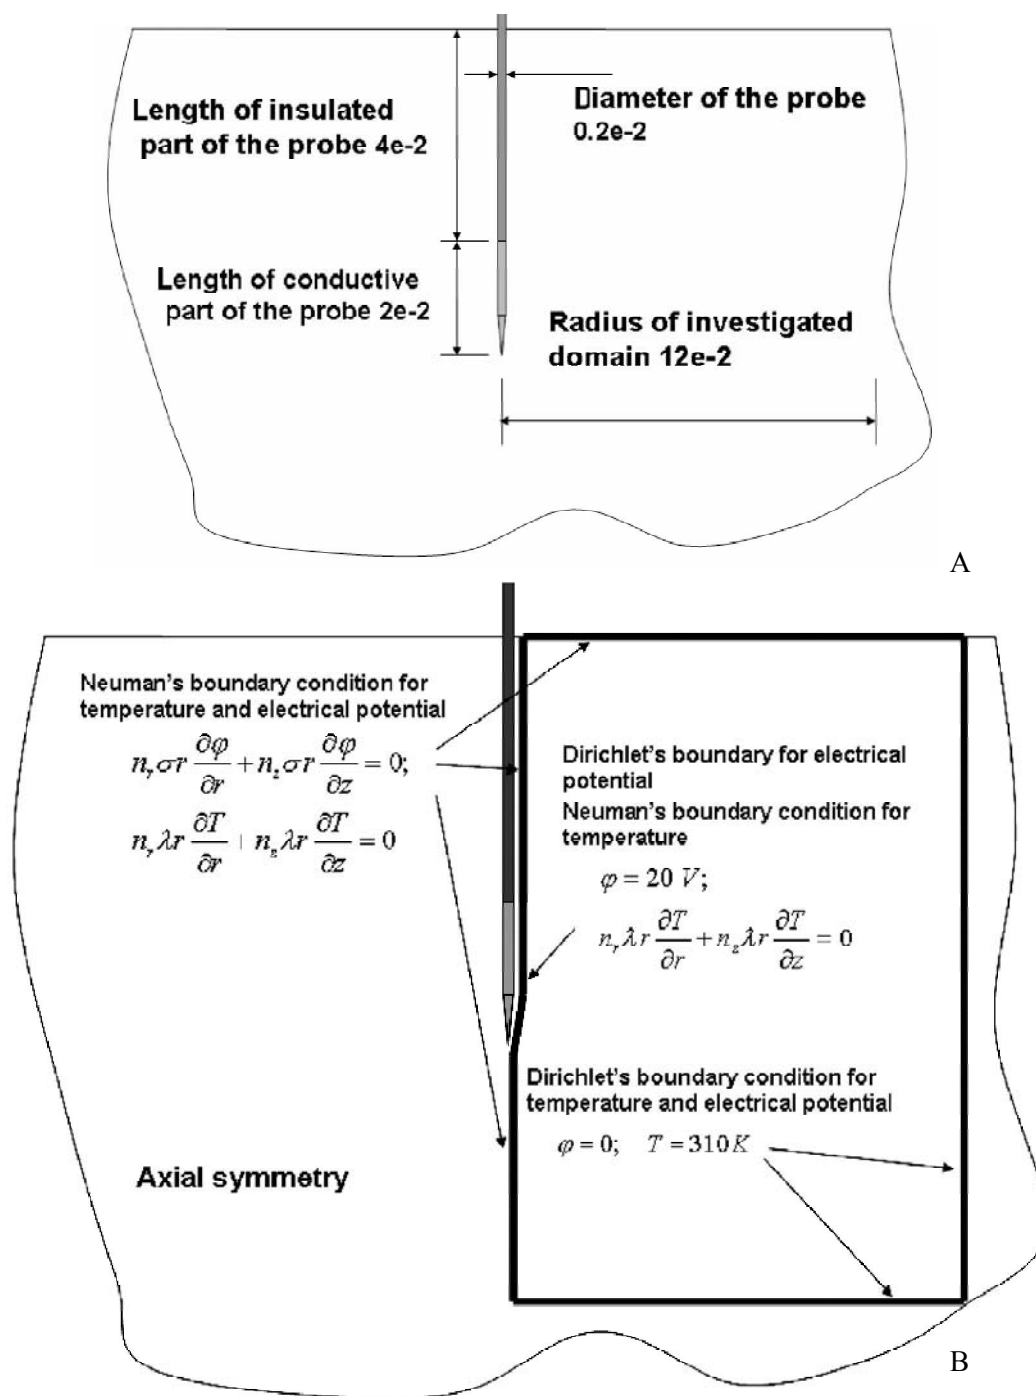 Length of insulated
part of the probe 4e-2
Diameter of the probe
0.2e-2
Length of conductive
part of the probe 2e-2
Radius of investigated
domain 12e-2
A
Neuman's boundary condition for
temperature and electrical potential
n_r σr ∂φ/∂r + n_z σr ∂φ/∂z = 0;
n_r λr ∂T/∂r + n_z λr ∂T/∂z = 0
Dirichlet's boundary for electrical
potential
Neuman's boundary condition for
temperature
φ = 20 V;
n_r λr ∂T/∂r + n_z λr ∂T/∂z = 0
Dirichlet's boundary condition for
temperature and electrical potential
φ = 0; T = 310 K
Axial symmetry
B